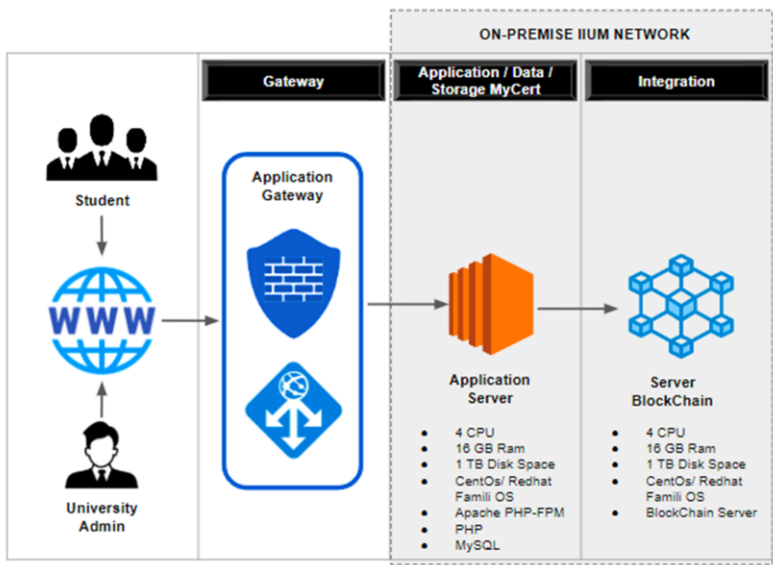 ON-PREMISE IIUM NETWORK
Gateway
Application / Data /
Storage MyCert
Integration
Student
WWW
University
Admin
Application
Gateway
Application
Server
• 4 CPU
• 16 GB Ram
• 1 TB Disk Space
• CentOs/ Redhat
Famili OS
• Apache PHP-FPM
• PHP
• MySQL
Server
BlockChain
• 4 CPU
• 16 GB Ram
• 1 TB Disk Space
• CentOs/ Redhat
Famili OS
• BlockChain Server